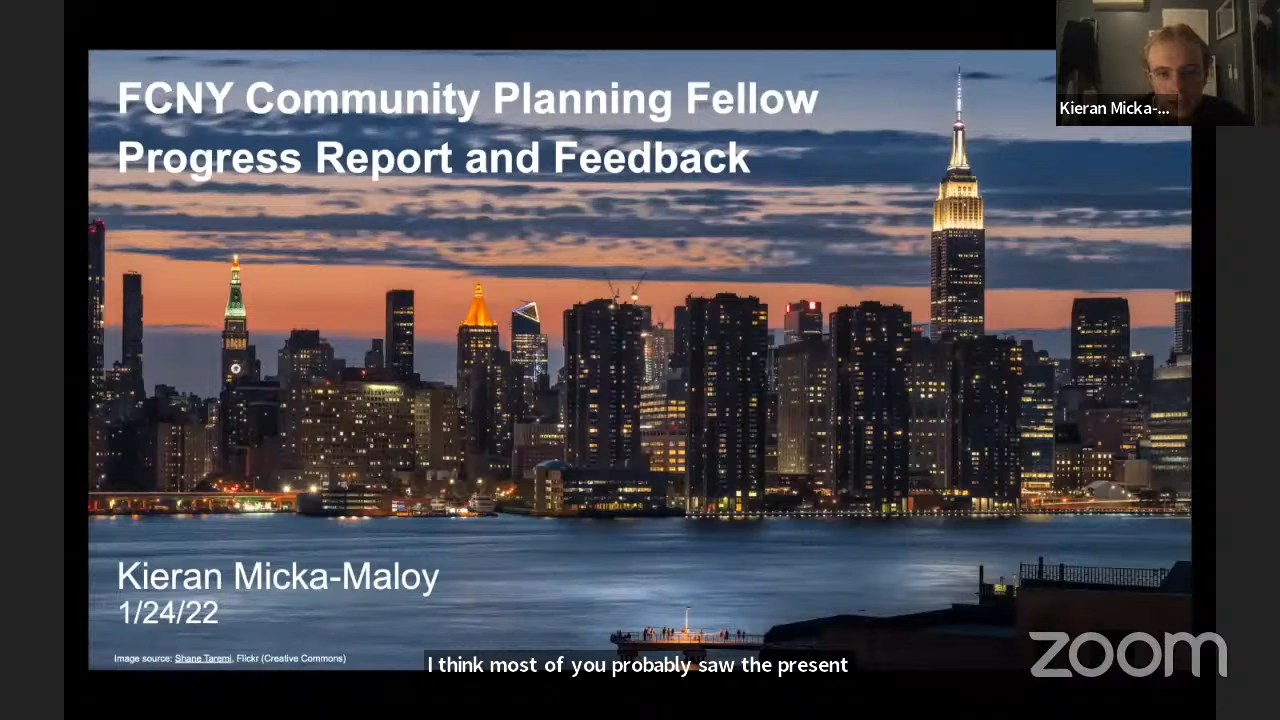 FCNY Community Planning Fellow
Progress Report and Feedback
Kieran Micka-...
Kieran Micka-Maloy
1/24/22
Image source: Shane Taremi, Flickr (Creative Commons)
I think most of you probably saw the present
zoom